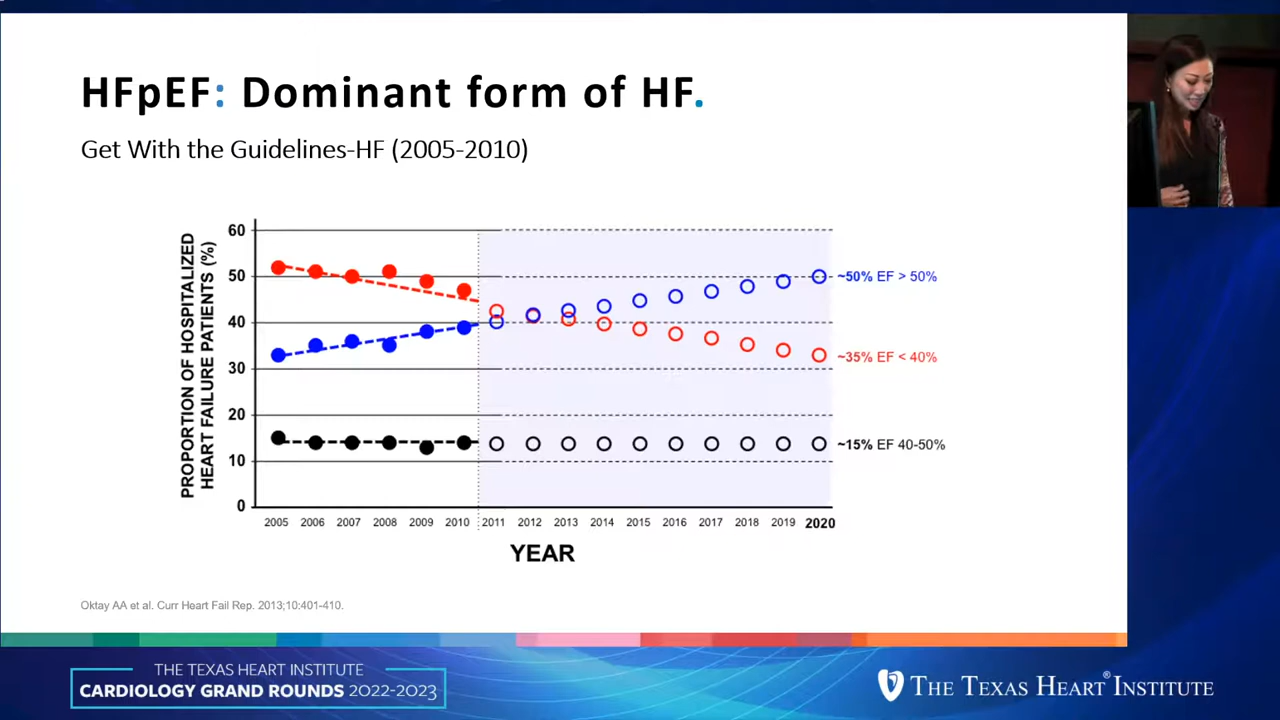 HFpEF: Dominant form of HF.
Get With the Guidelines-HF (2005-2010)
PROPORTION OF HOSPITALIZED
HEART FAILURE PATIENTS (%)
60
50
40
30
20
10
0
~50% EF > 50%
~35% EF < 40%
~15% EF 40-50%
2005 2006 2007 2008 2009 2010 2011 2012 2013 2014 2015 2016 2017 2018 2019 2020
YEAR
Oktay AA et al. Curr Heart Fail Rep. 2013;10:401-410.
THE TEXAS HEART INSTITUTE
CARDIOLOGY GRAND ROUNDS 2022-2023
THE TEXAS HEART® INSTITUTE